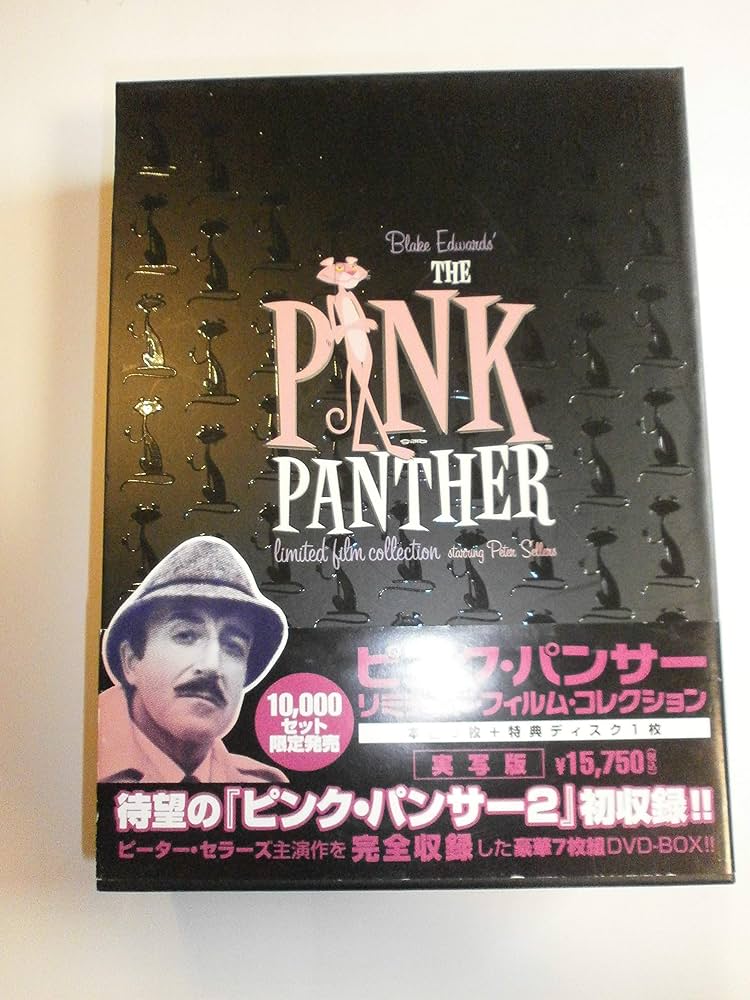 Blake Edwards'
THE
PINK
PANTHER
limited film collection starring Peter Sellers
ピンク・パンサー
フィルム・コレクション
枚+特典ディスク1枚
10,000
セット
限定発売
実写版 ¥15,750
待望の『ピンク・パンサー2』初収録!!
ピーター・セラーズ主演作を完全収録した豪華7枚組DVD-BOX!!